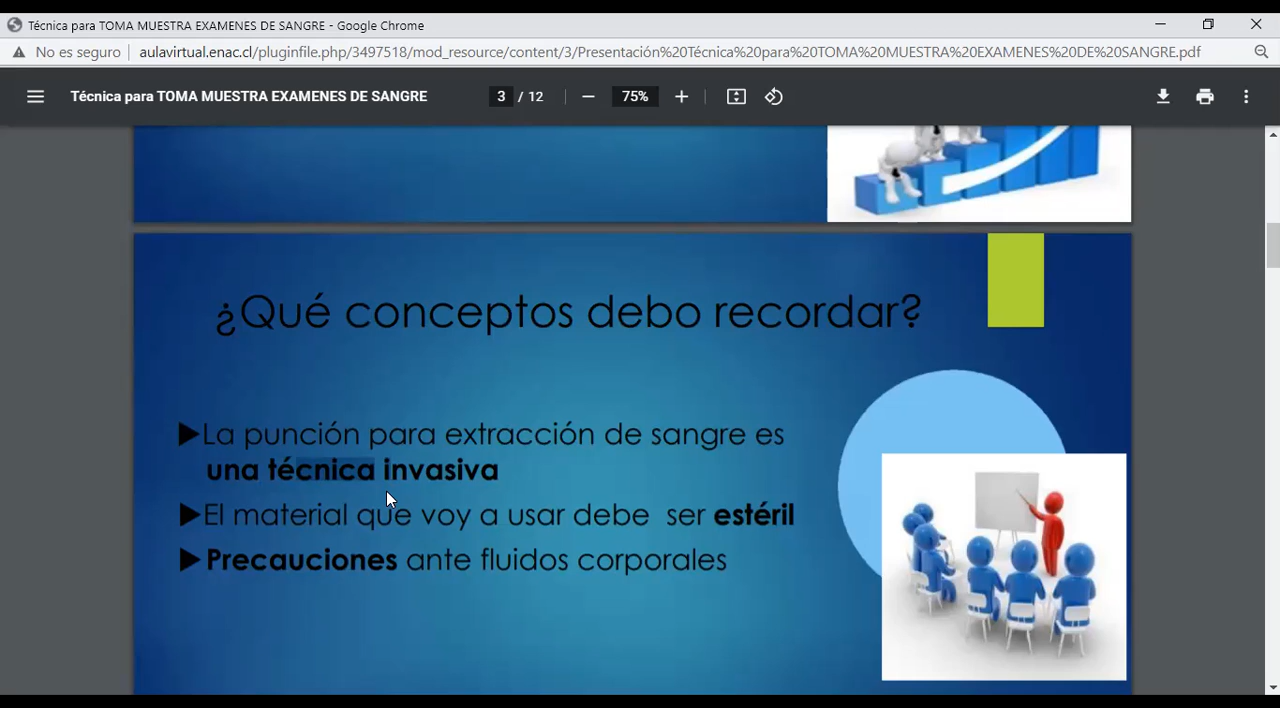 Técnica para TOMA MUESTRA EXAMENES DE SANGRE - Google Chrome
No es seguro aulavirtual.enac.cl/pluginfile.php/3497518/mod_resource/content/3/Presentación%20Técnica%20para%20TOMA%20MUESTRA%20EXAMENES%20DE%20SANGRE.pdf
Técnica para TOMA MUESTRA EXAMENES DE SANGRE 3 / 12 75%
¿Qué conceptos debo recordar?
La punción para extracción de sangre es
una técnica invasiva
El material que voy a usar debe ser estéril
Precauciones ante fluidos corporales